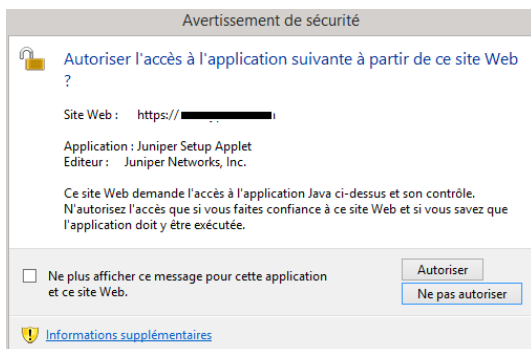 Avertissement de sécurité
Autoriser l'accès à l'application suivante à partir de ce site Web
?
Site Web : https://
Application : Juniper Setup Applet
Editeur : Juniper Networks, Inc.
Ce site Web demande l'accès à l'application Java ci-dessus et son contrôle.
N'autorisez l'accès que si vous faites confiance à ce site Web et si vous savez que
l'application doit y être exécutée.
Ne plus afficher ce message pour cette application
et ce site Web.
Autoriser
Ne pas autoriser
Informations supplémentaires